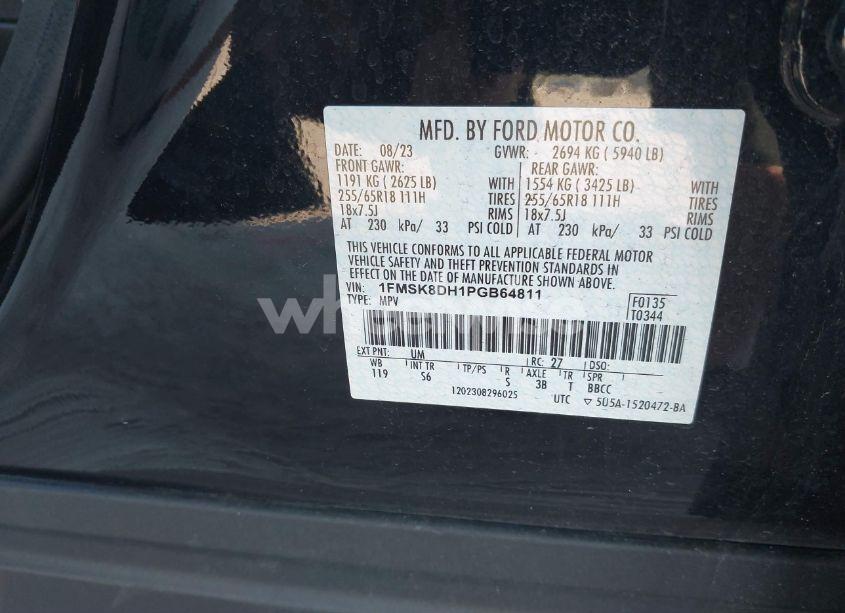 MFD. BY FORD MOTOR CO.
DATE: 08/23 GVWR: 2694 KG ( 5940 LB)
FRONT GAWR: REAR GAWR:
1191 KG ( 2625 LB) WITH 1554 KG ( 3425 LB) WITH
255/65R18 111H TIRES 255/65R18 111H TIRES
18x7.5J RIMS 18x7.5J RIMS
AT 230 kPa/ 33 PSI COLD AT 230 kPa/ 33 PSI COLD
THIS VEHICLE CONFORMS TO ALL APPLICABLE FEDERAL MOTOR
VEHICLE SAFETY AND THEFT PREVENTION STANDARDS IN
EFFECT ON THE DATE OF MANUFACTURE SHOWN ABOVE.
VIN: 1FMSK8DH1PGB64811
TYPE: MPV
F0135
T0344
EXT PNT: UM RC: 27 DSO:
WB INT TR TP/PS R AXLE TR SPR
119 S6 S 3B T BBCC
1202308296025 UTC ▽ 5U5A-1520472-BA